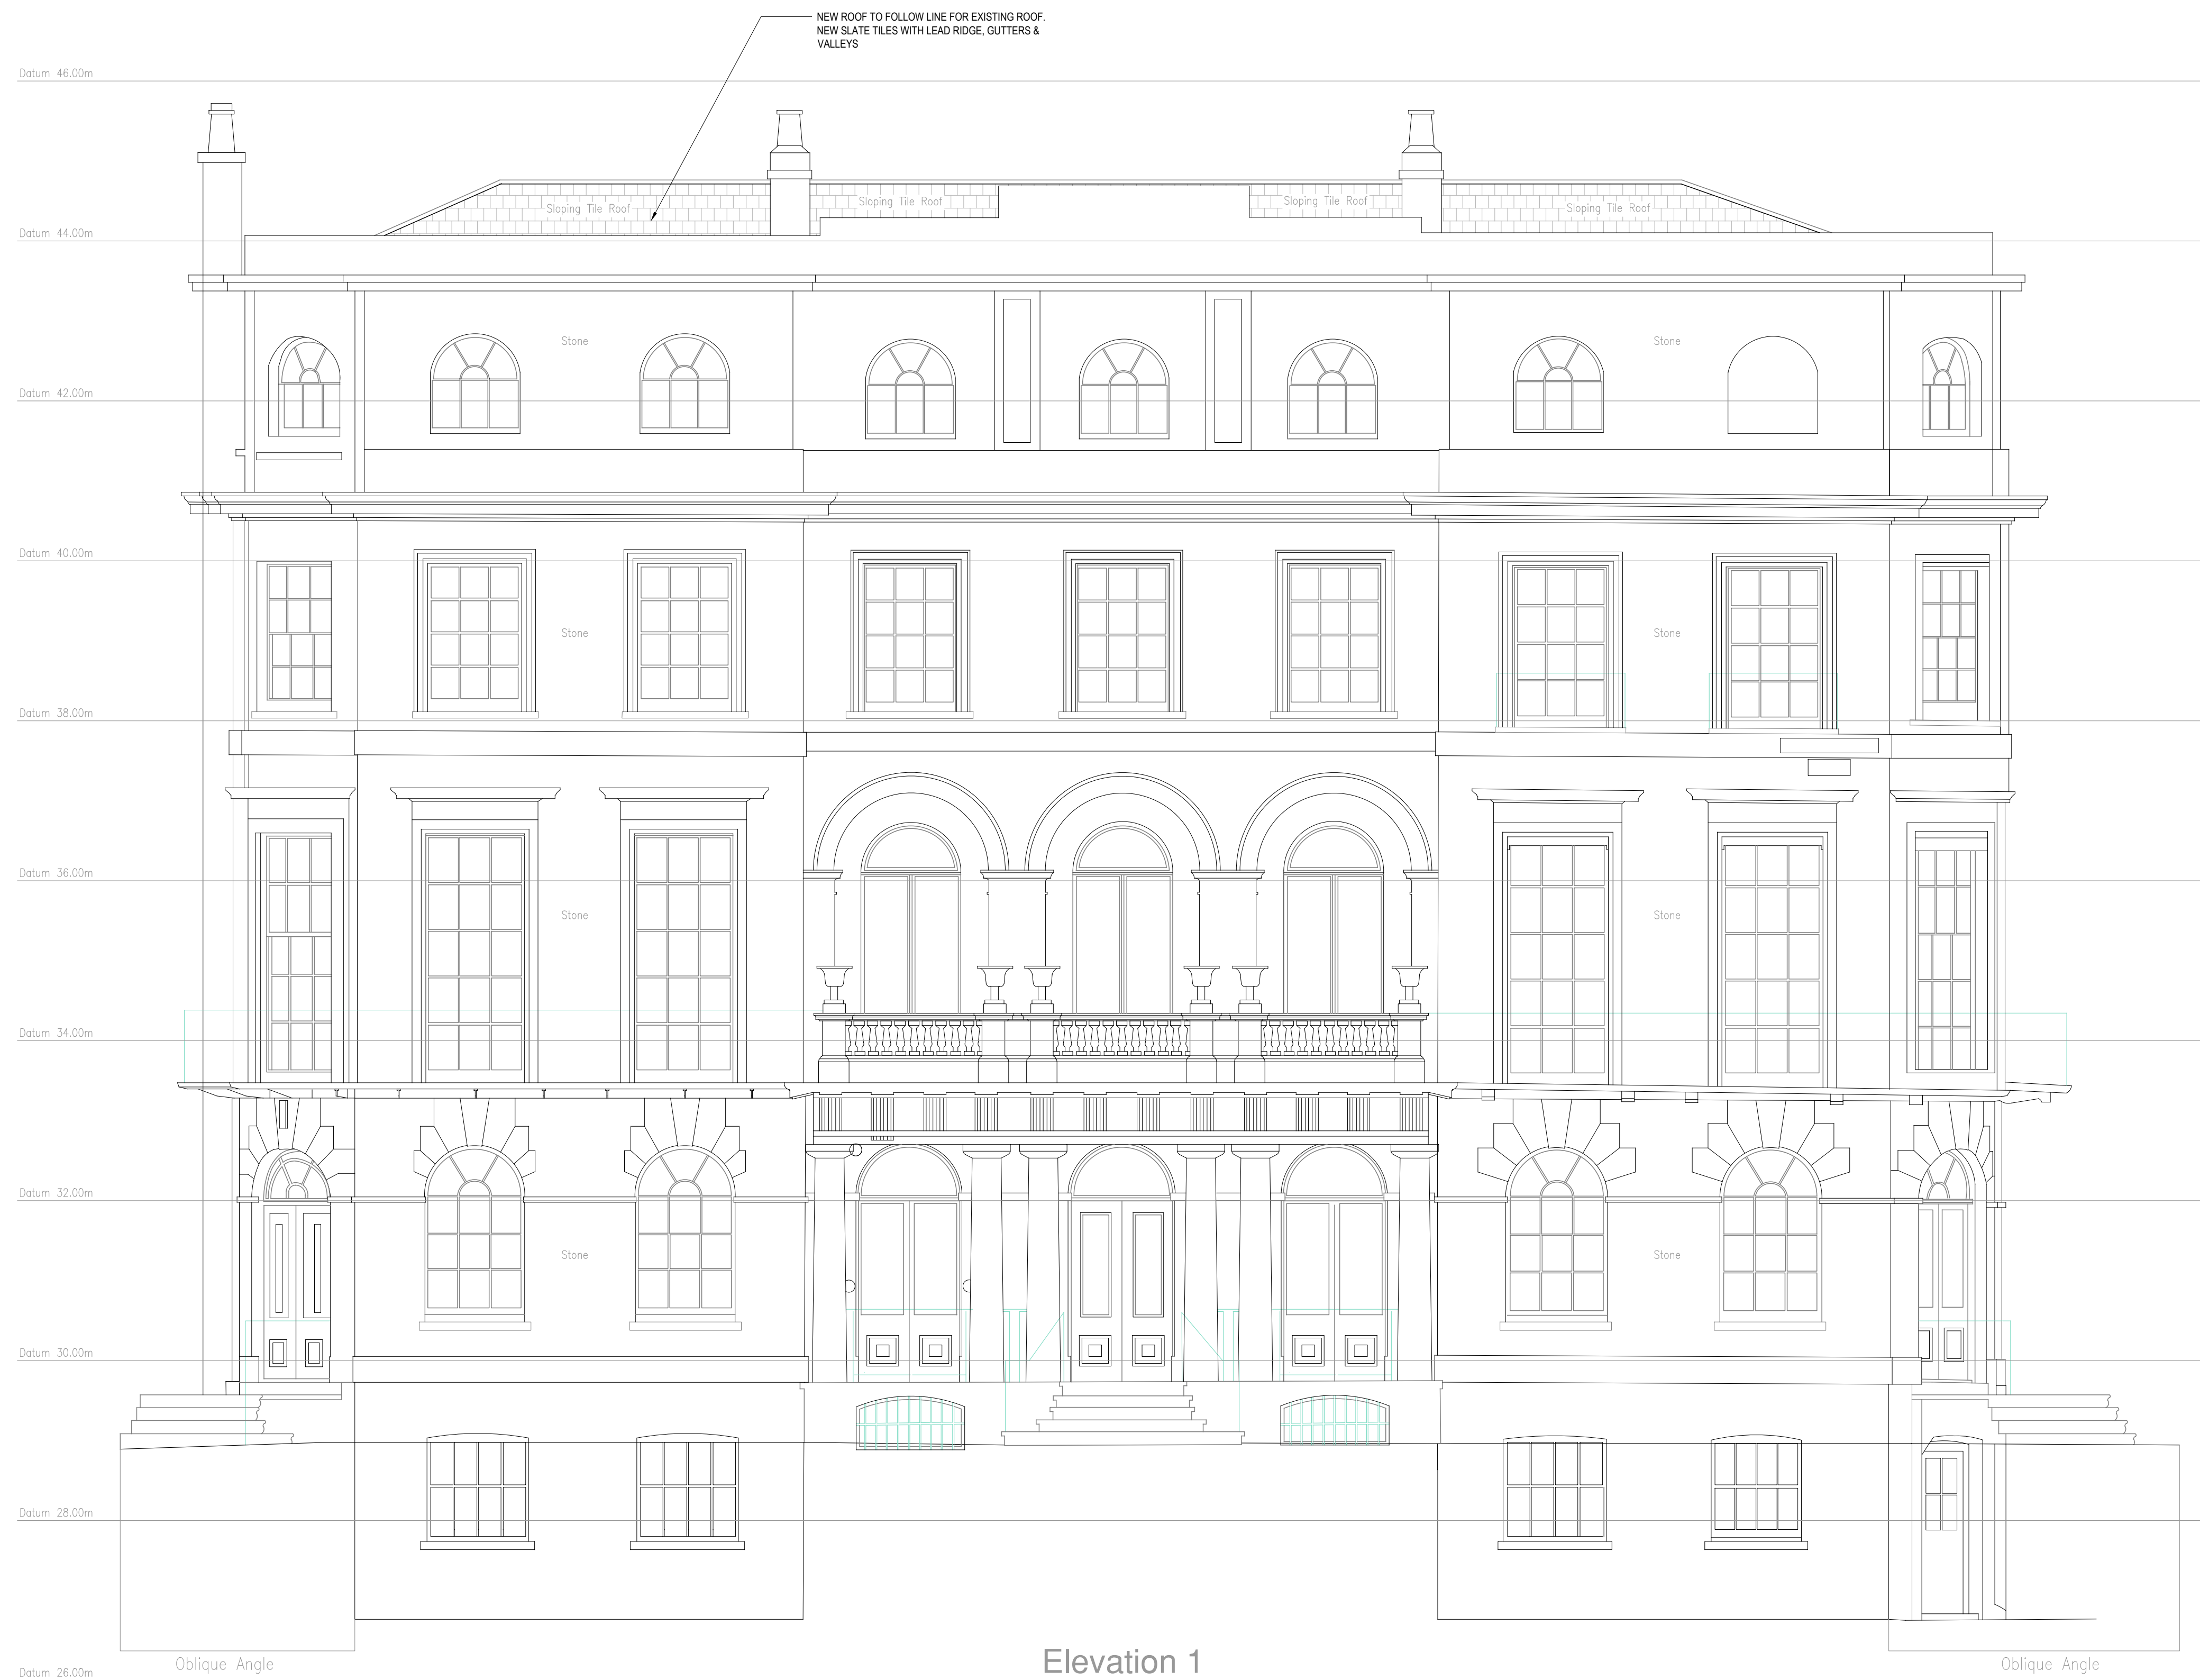 NEW ROOF TO FOLLOW LINE FOR EXISTING ROOF.
NEW SLATE TILES WITH LEAD RIDGE, GUTTERS &
VALLEYS
Datum 46.00m
Sloping Tile Roof
Sloping Tile Roof
Sloping Tile Roof
Sloping Tile Roof
Datum 44.00m
Stone
Stone
Datum 42.00m
Datum 40.00m
Stone
Stone
Datum 38.00m
Datum 36.00m
Stone
Stone
Datum 34.00m
Datum 32.00m
Stone
Stone
Datum 30.00m
Datum 28.00m
Oblique Angle
Elevation 1
Oblique Angle
Datum 26.00m